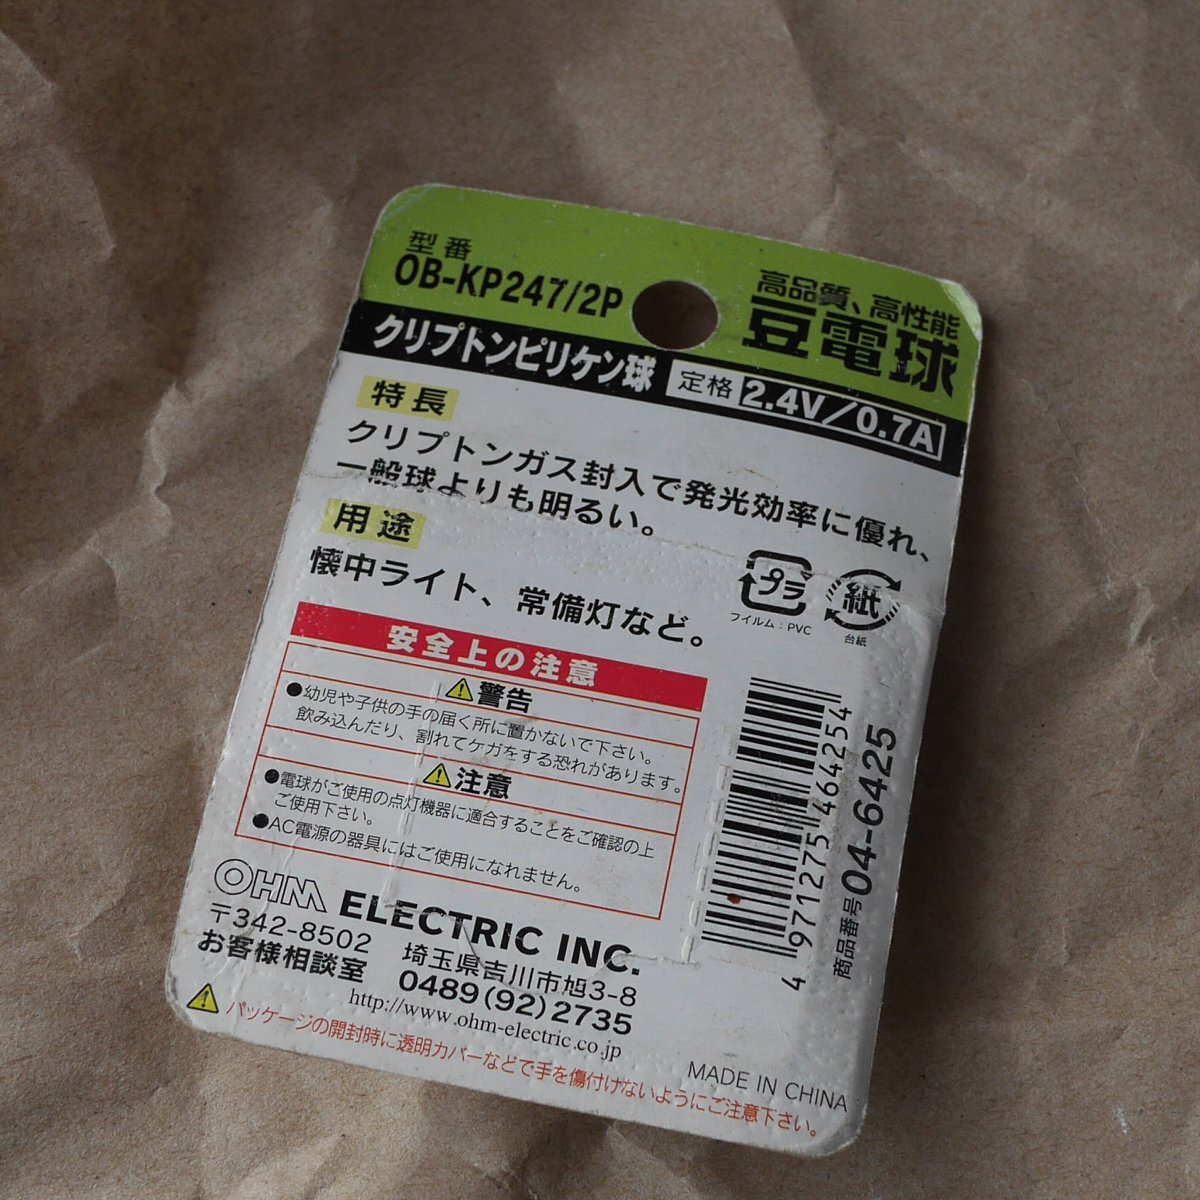 型番
OB-KP247/2P
高品質、高性能
豆電球
クリプトンピリケン球 定格 2.4V/0.7A
特長
クリプトンガス封入で発光効率に優れ、
一般球よりも明るい。
用途
懐中ライト、常備灯など。
プラ
フイルム:PVC
紙
台紙
安全上の注意
警告
●幼児や子供の手の届く所に置かないで下さい。
飲み込んだり、割れてケガをする恐れがあります。
注意
●電球がご使用の点灯機器に適合することをご確認の上
ご使用下さい。
●AC電源の器具にはご使用になれません。
4 971275 464254
商品番号 04-6425
OHM ELECTRIC INC.
〒342-8502 埼玉県吉川市旭3-8
お客様相談室 0489(92)2735
http://www.ohm-electric.co.jp
MADE IN CHINA
パッケージの開封時に透明カバーなどで手を傷付けないようにご注意下さい。